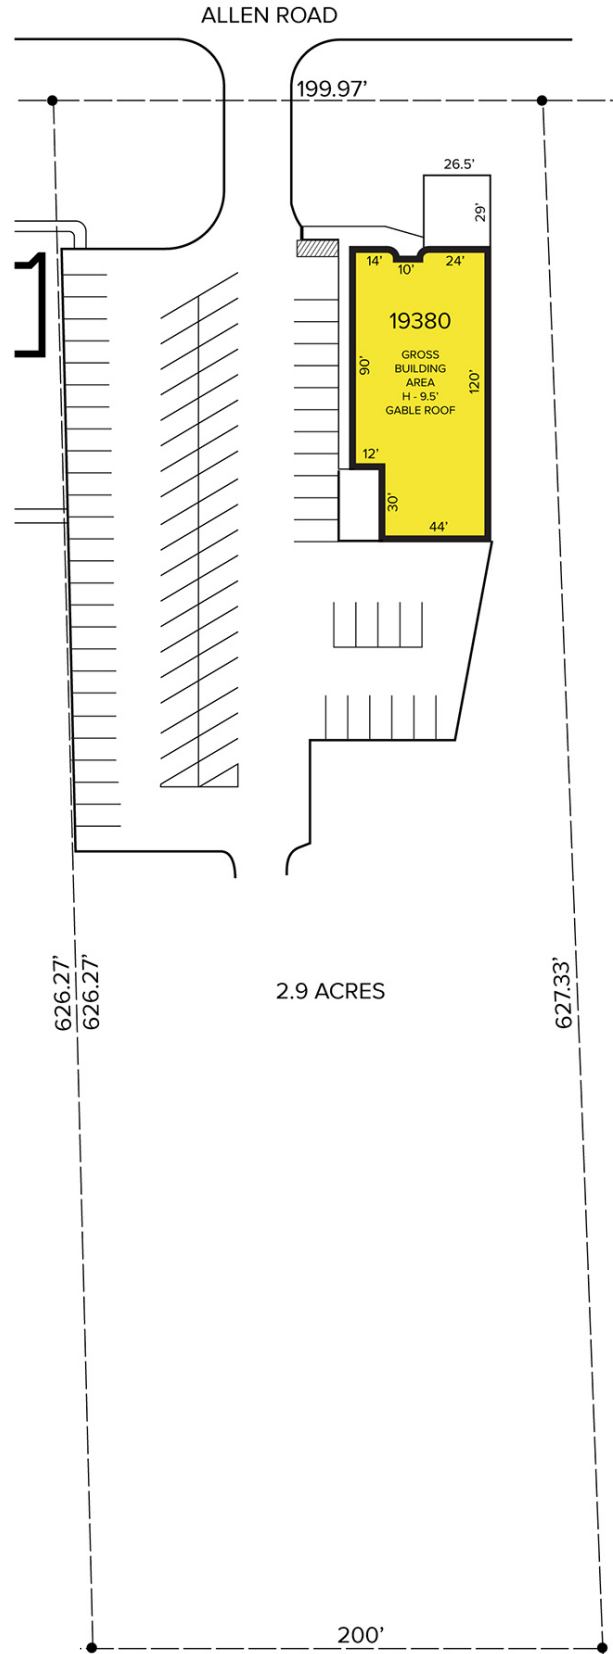 ALLEN ROAD
199.97'
26.5'
29'
14'
10'
24'
19380
GROSS
BUILDING
AREA
H - 9.5'
GABLE ROOF
90'
120'
12'
30'
44'
626.27'
626.27'
2.9 ACRES
627.33'
200'